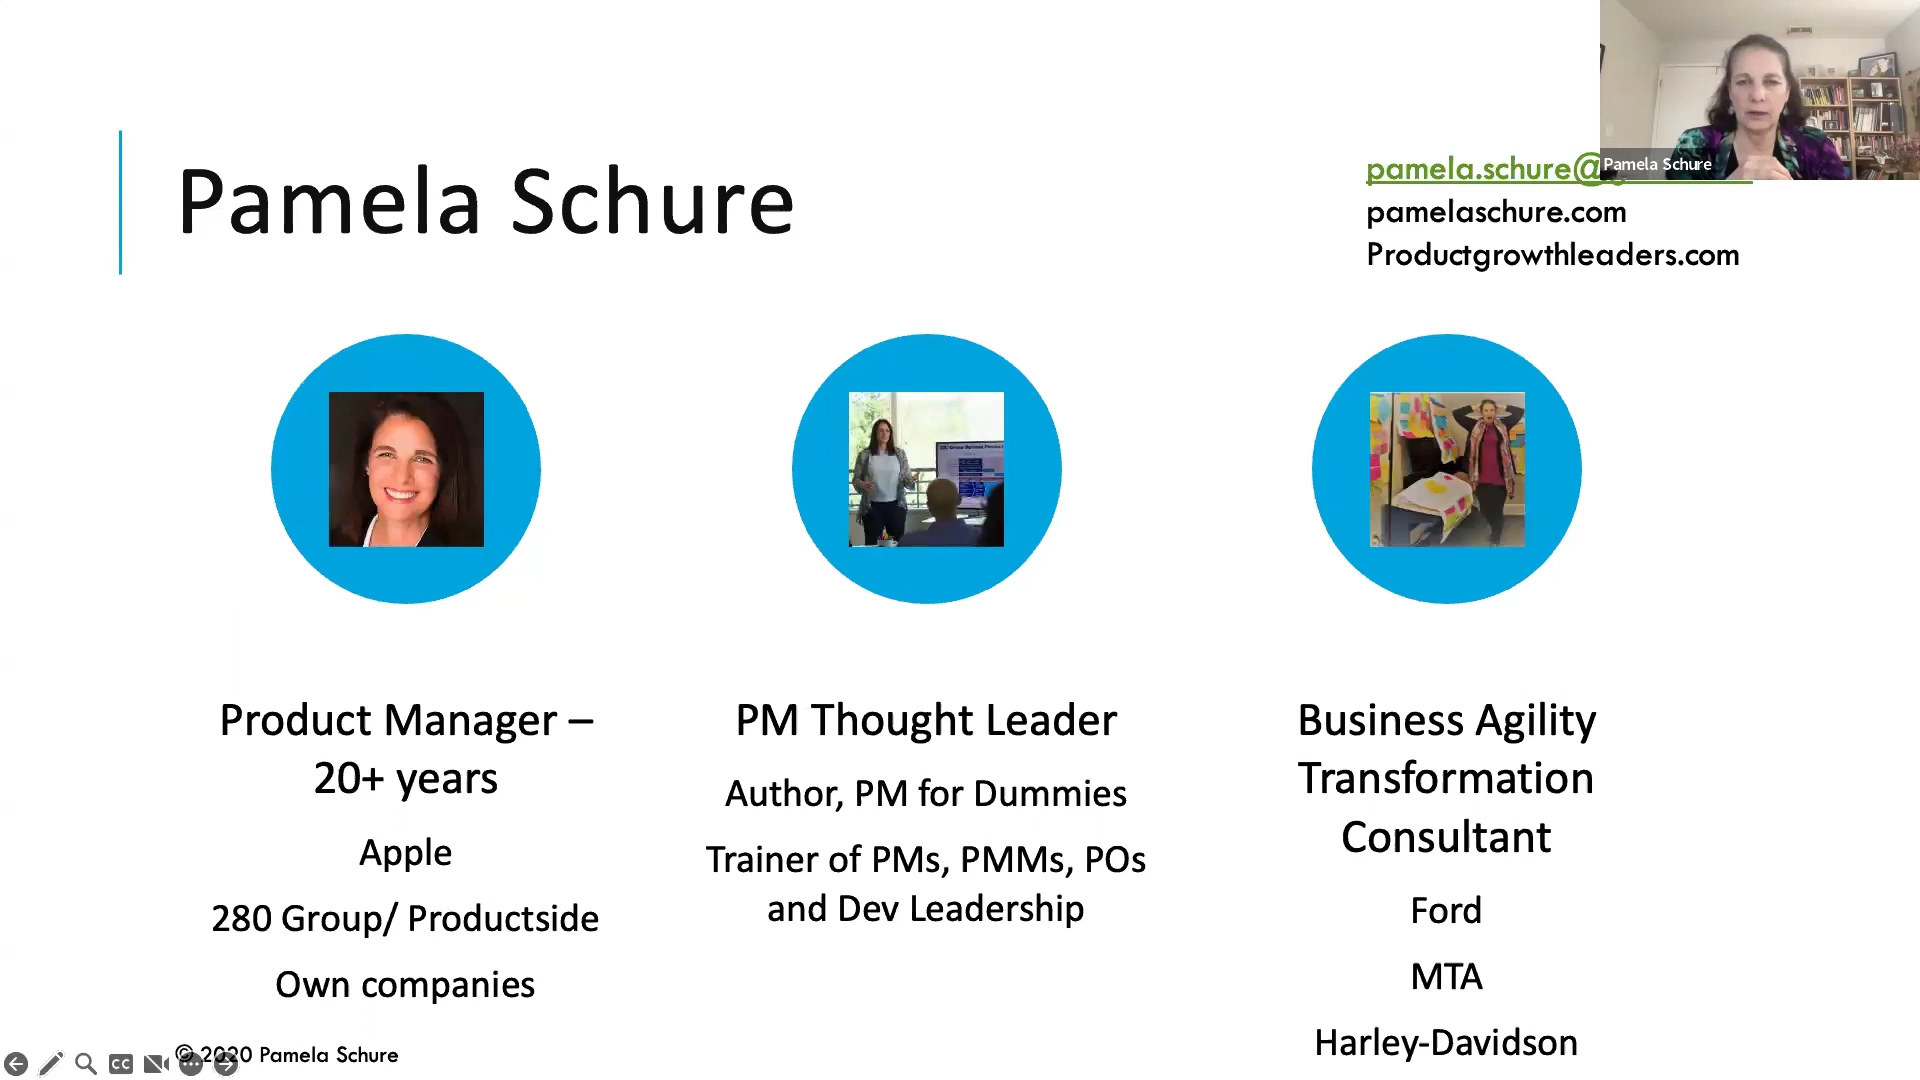 Pamela Schure
pamela.schure@
pamelaschure.com
Productgrowthleaders.com
Pamela Schure
Product Manager –
20+ years
Apple
280 Group/ Productside
Own companies
PM Thought Leader
Author, PM for Dummies
Trainer of PMs, PMMs, POs
and Dev Leadership
Business Agility
Transformation
Consultant
Ford
MTA
Harley-Davidson
CC
© 2020 Pamela Schure